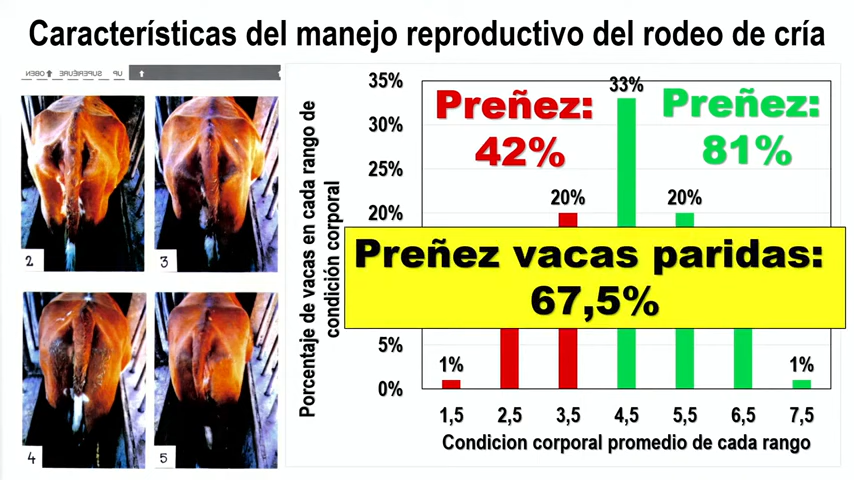 Características del manejo reproductivo del rodeo de cría
UP SUPERIEURE OBEN
2
3
4
5
Porcentaje de vacas en cada rango de
condición corporal
35%
30%
25%
20%
5%
0%
Preñez:
42%
33%
Preñez:
81%
20%
20%
Preñez vacas paridas:
67,5%
1%
1%
1,5 2,5 3,5 4,5 5,5 6,5 7,5
Condicion corporal promedio de cada rango